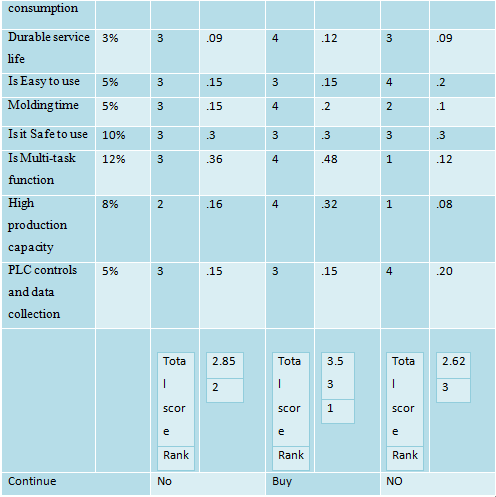 consumption
Durable service life 3% 3 .09 4 .12 3 .09
Is Easy to use 5% 3 .15 3 .15 4 .2
Molding time 5% 3 .15 4 .2 2 .1
Is it Safe to use 10% 3 .3 3 .3 3 .3
Is Multi-task function 12% 3 .36 4 .48 1 .12
High production capacity 8% 2 .16 4 .32 1 .08
PLC controls and data collection 5% 3 .15 3 .15 4 .20
Total score 2.85 Total score 3.53 Total score 2.62
Rank 2 Rank 1 Rank 3
Continue No Buy NO